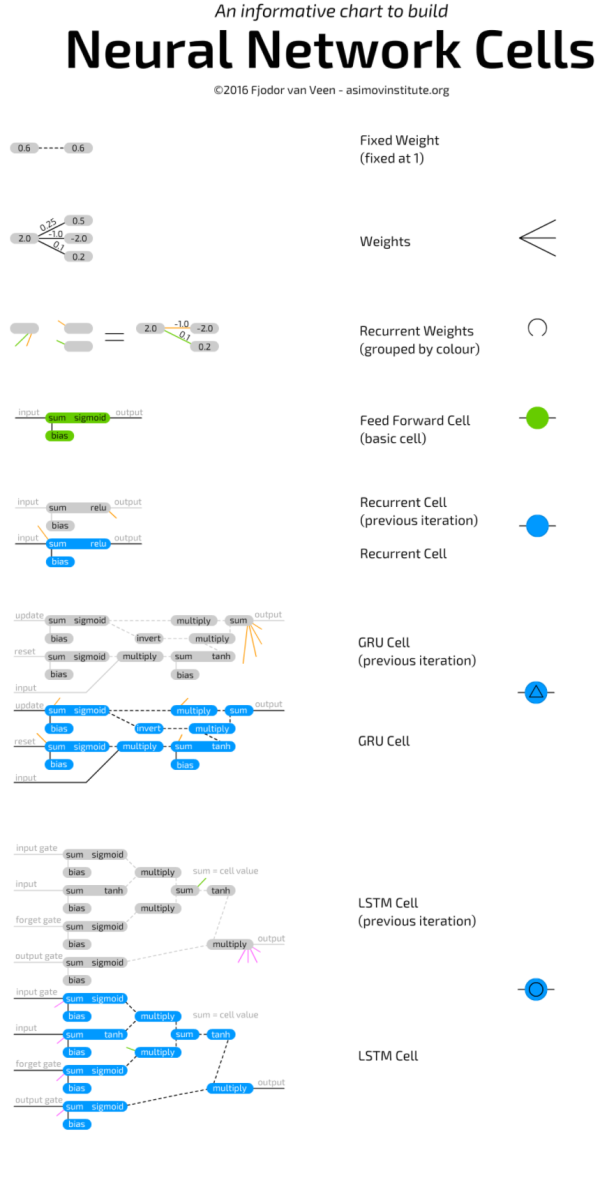 An informative chart to build
Neural Network Cells
©2016 Fjodor van Veen - asimovinstitute.org
0.6 0.6
Fixed Weight
(fixed at 1)
2.0
0.25 0.5
-1.0 -2.0
0.1 0.2
Weights
2.0 -1.0 -2.0
0.1 0.2
Recurrent Weights
(grouped by colour)
input sum sigmoid output
bias
Feed Forward Cell
(basic cell)
input sum relu output
bias
Recurrent Cell
(previous iteration)
input sum relu output
bias
Recurrent Cell
update sum sigmoid multiply sum output
bias invert multiply
reset sum sigmoid multiply sum tanh
bias bias
input
GRU Cell
(previous iteration)
update sum sigmoid multiply sum output
bias invert multiply
reset sum sigmoid multiply sum tanh
bias bias
input
GRU Cell
input gate sum sigmoid
bias multiply sum = cell value
input sum tanh sum tanh
bias multiply
forget gate sum sigmoid
bias multiply output
output gate sum sigmoid
bias
LSTM Cell
(previous iteration)
input gate sum sigmoid
bias multiply sum = cell value
input sum tanh sum tanh
bias multiply
forget gate sum sigmoid
bias multiply output
output gate sum sigmoid
bias
LSTM Cell